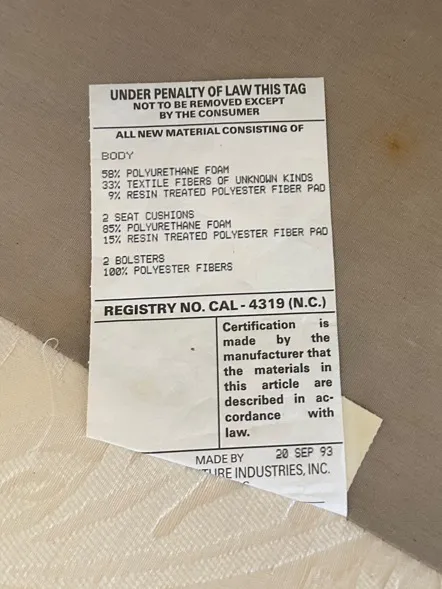 UNDER PENALTY OF LAW THIS TAG
NOT TO BE REMOVED EXCEPT
BY THE CONSUMER
ALL NEW MATERIAL CONSISTING OF
BODY
58% POLYURETHANE FOAM
33% TEXTILE FIBERS OF UNKNOWN KINDS
9% RESIN TREATED POLYESTER FIBER PAD
2 SEAT CUSHIONS
85% POLYURETHANE FOAM
15% RESIN TREATED POLYESTER FIBER PAD
2 BOLSTERS
100% POLYESTER FIBERS
REGISTRY NO. CAL - 4319 (N.C.)
Certification is
made by the
manufacturer that
the materials in
this article are
described in ac-
cordance with
law.
MADE BY 20 SEP 93
TURE INDUSTRIES, INC.